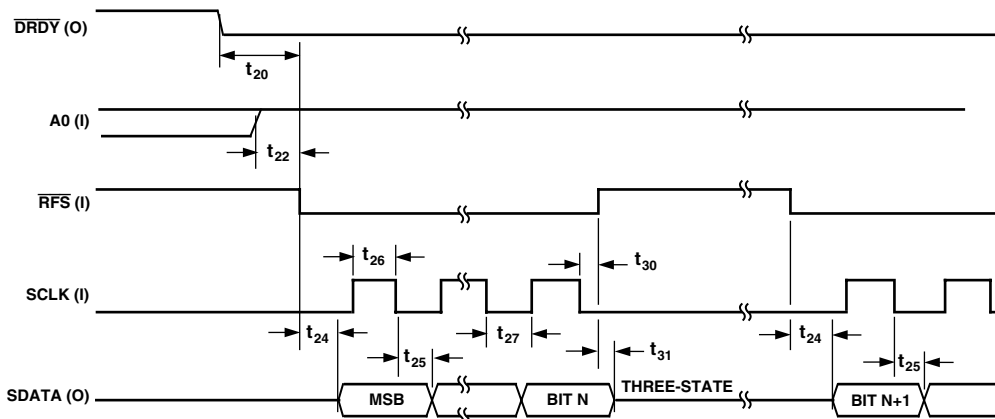 DRDY (O)
t20
A0 (I)
t22
RFS (I)
t26
t30
SCLK (I)
t24
t25
t27
t31
t24
t25
SDATA (O)
MSB
BIT N
THREE-STATE
BIT N+1